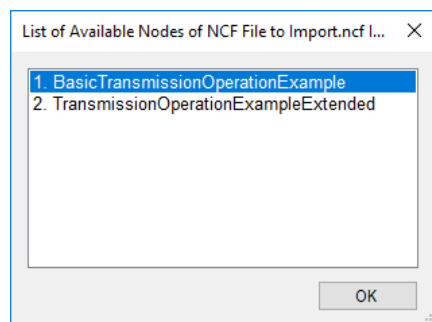 List of Available Nodes of NCF File to Import.ncf I...
1. BasicTransmissionOperationExample
2. TransmissionOperationExampleExtended
OK